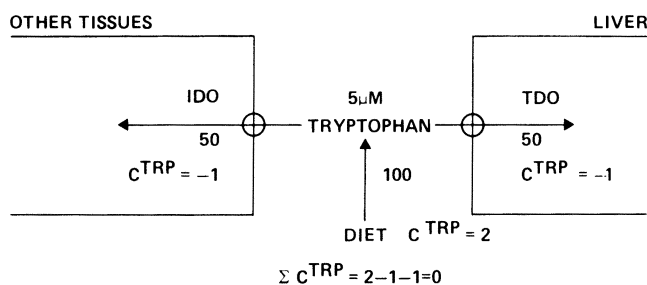 OTHER TISSUES
LIVER
IDO
5μM
TDO
TRYPTOPHAN
50
50
C^TRP = −1
100
C^TRP = −1
DIET C^TRP = 2
Σ C^TRP = 2−1−1=0